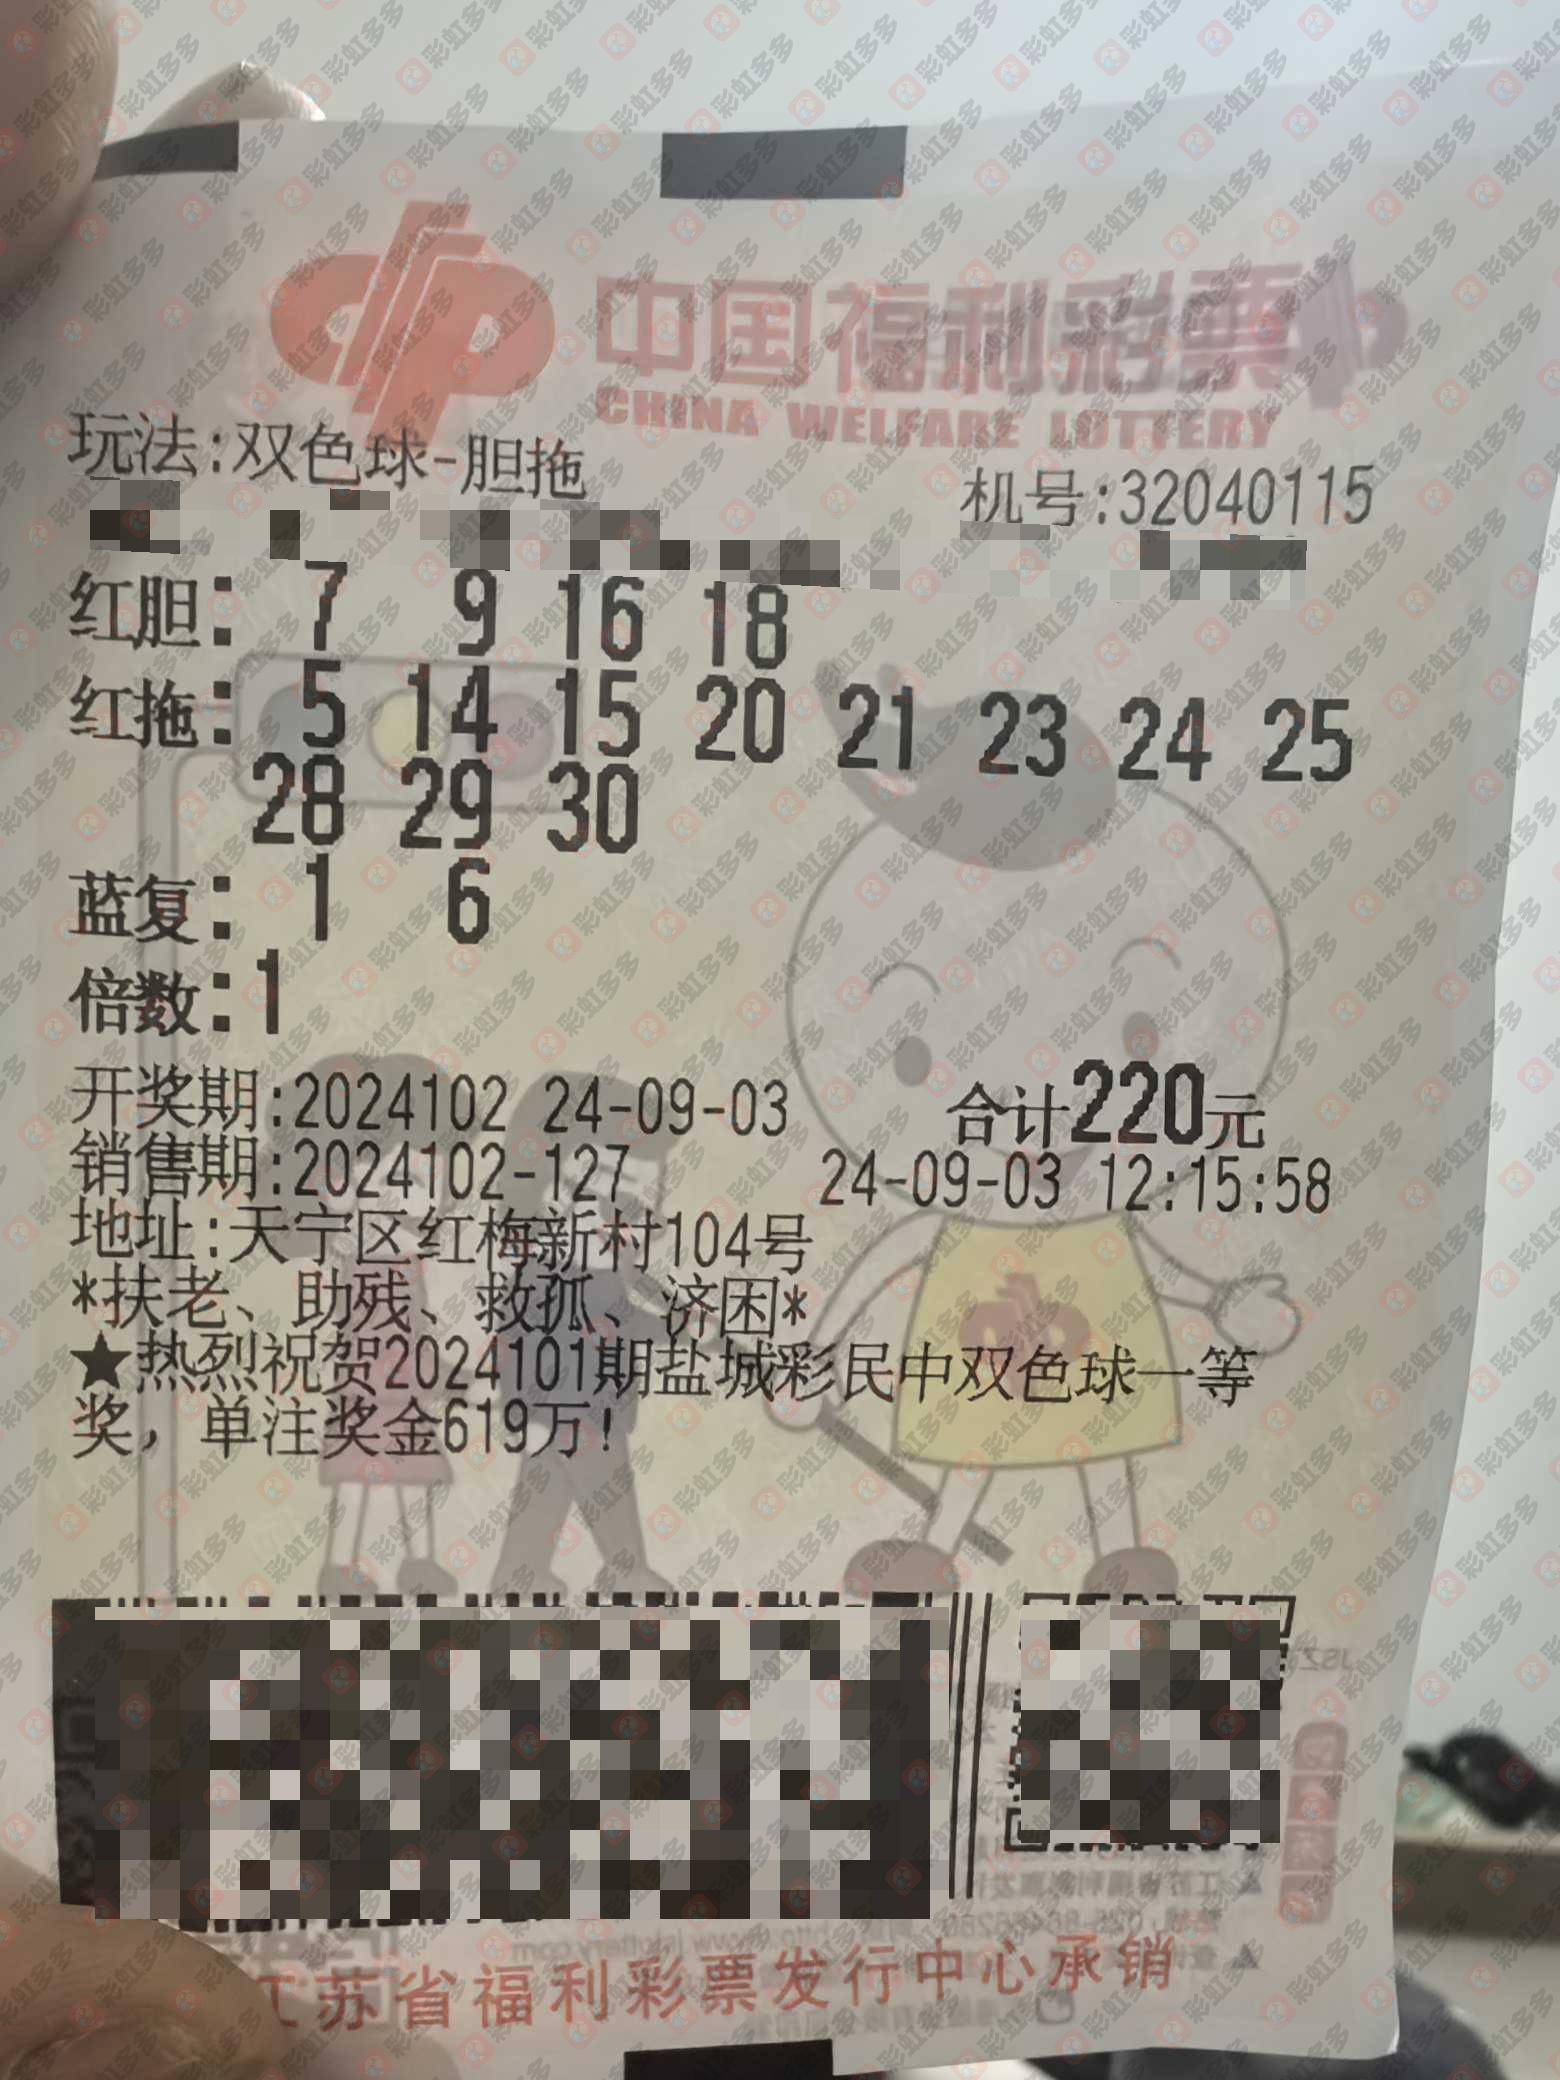 中国福利彩票
CHINA WELFARE LOTTERY
玩法:双色球-胆拖
机号:32040115
红胆: 7 9 16 18
红拖: 5 14 15 20 21 23 24 25
28 29 30
蓝复: 1 6
倍数:1
开奖期:2024102 24-09-03 合计220元
销售期:2024102-127 24-09-03 12:15:58
地址:天宁区红梅新村104号
*扶老、助残、救孤、济困*
★热烈祝贺2024101期盐城彩民中双色球一等
奖，单注奖金619万!
江苏省福利彩票发行中心承销
彩虹多多